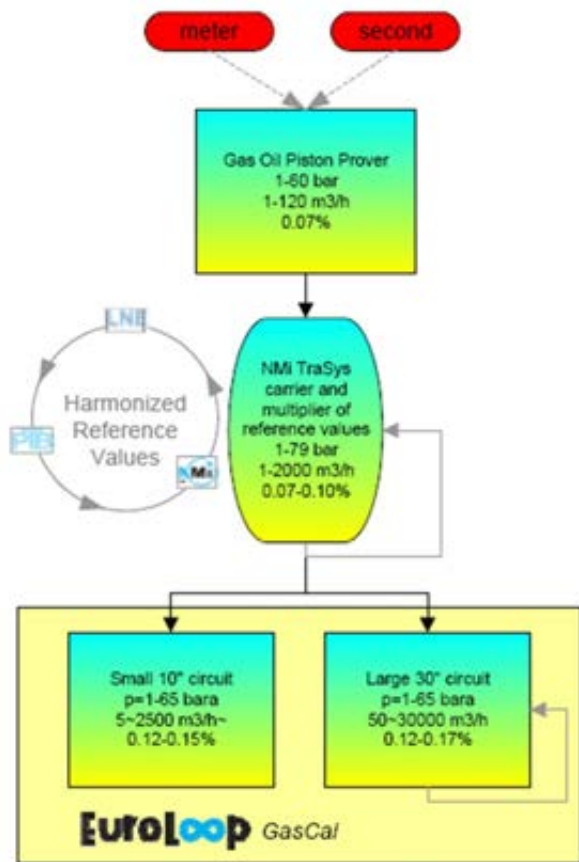 meter
second
Gas Oil Piston Prover
1-60 bar
1-120 m3/h
0.07%
LNE
PTB
NMi
Harmonized
Reference
Values
NMi TraSys
carrier and
multiplier of
reference values
1-79 bar
1-2000 m3/h
0.07-0.10%
Small 10" circuit
p=1-65 bara
5~2500 m3/h~
0.12-0.15%
Large 30" circuit
p=1-65 bara
50~30000 m3/h
0.12-0.17%
EuroLoop GasCal